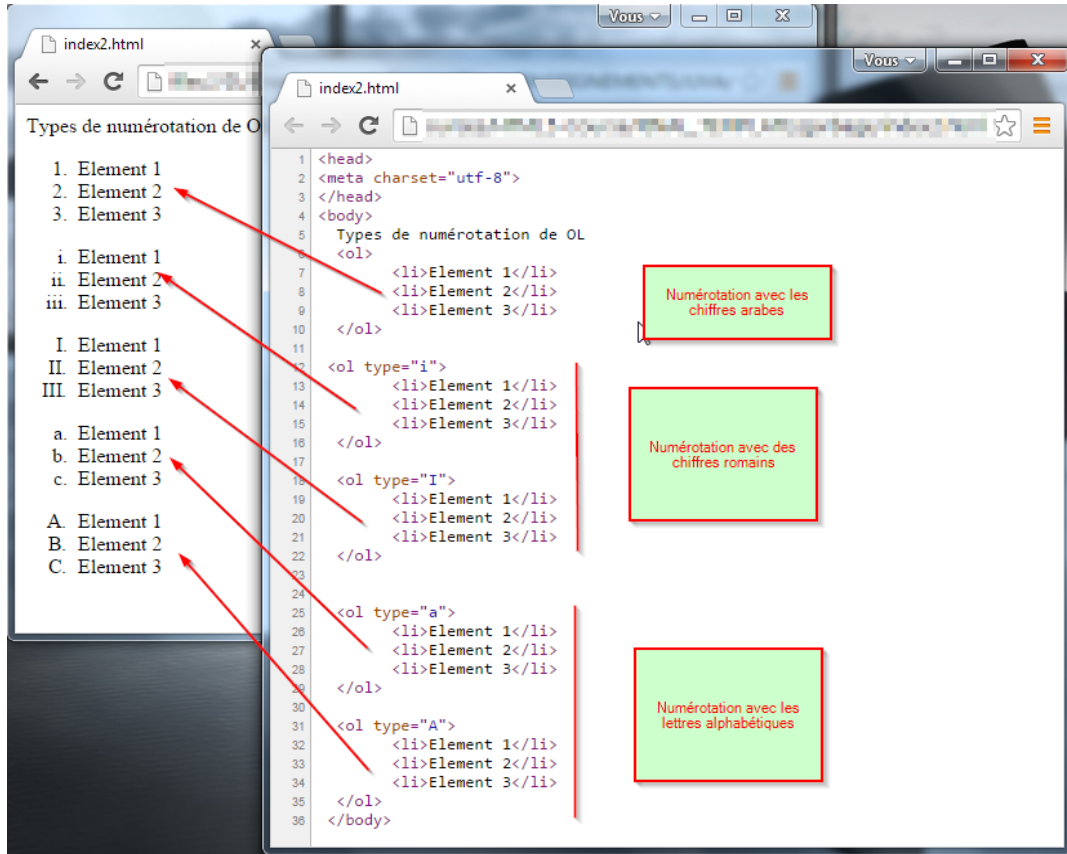 Vous
index2.html
Types de numérotation de O
1. Element 1
2. Element 2
3. Element 3
i. Element 1
ii. Element 2
iii. Element 3
I. Element 1
II. Element 2
III. Element 3
a. Element 1
b. Element 2
c. Element 3
A. Element 1
B. Element 2
C. Element 3
Vous
index2.html
1 <head>
2 <meta charset="utf-8">
3 </head>
4 <body>
5 Types de numérotation de OL
6 <ol>
7 <li>Element 1</li>
8 <li>Element 2</li>
9 <li>Element 3</li>
10 </ol>
11
12 <ol type="i">
13 <li>Element 1</li>
14 <li>Element 2</li>
15 <li>Element 3</li>
16 </ol>
17
18 <ol type="I">
19 <li>Element 1</li>
20 <li>Element 2</li>
21 <li>Element 3</li>
22 </ol>
23
24
25 <ol type="a">
26 <li>Element 1</li>
27 <li>Element 2</li>
28 <li>Element 3</li>
29 </ol>
30
31 <ol type="A">
32 <li>Element 1</li>
33 <li>Element 2</li>
34 <li>Element 3</li>
35 </ol>
36 </body>
Numérotation avec les
chiffres arabes
Numérotation avec des
chiffres romains
Numérotation avec les
lettres alphabétiques